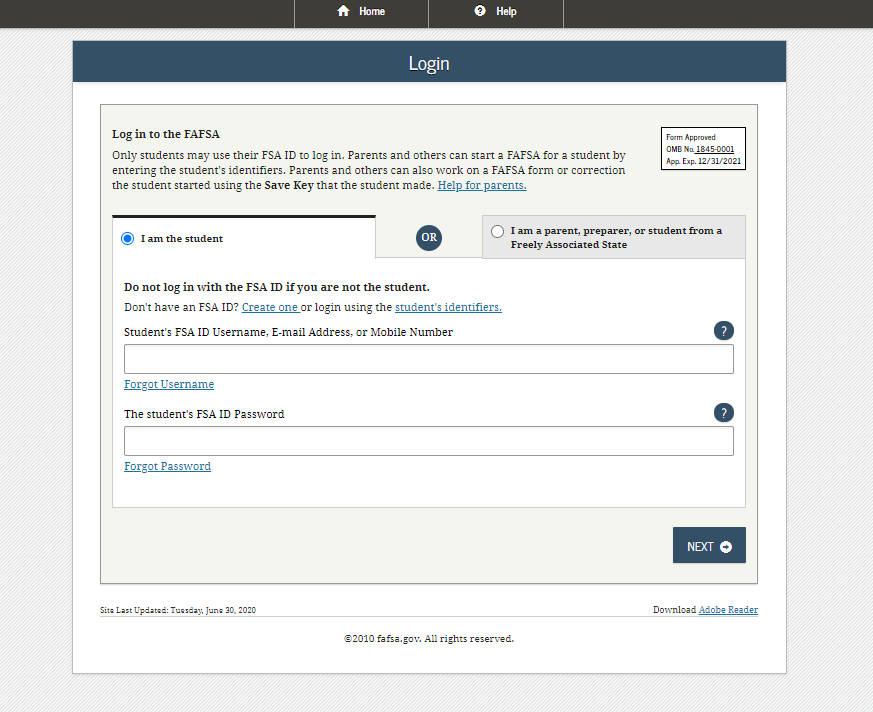 Home
Help
Login
Log in to the FAFSA
Only students may use their FSA ID to log in. Parents and others can start a FAFSA for a student by
entering the student's identifiers. Parents and others can also work on a FAFSA form or correction
the student started using the Save Key that the student made. Help for parents.
Form Approved
OMB No. 1845-0001
App. Exp. 12/31/2021
I am the student
OR
I am a parent, preparer, or student from a
Freely Associated State
Do not log in with the FSA ID if you are not the student.
Don't have an FSA ID? Create one or login using the student's identifiers.
Student's FSA ID Username, E-mail Address, or Mobile Number
?
Forgot Username
The student's FSA ID Password
?
Forgot Password
NEXT
Site Last Updated: Tuesday, June 30, 2020
Download Adobe Reader
©2010 fafsa.gov. All rights reserved.